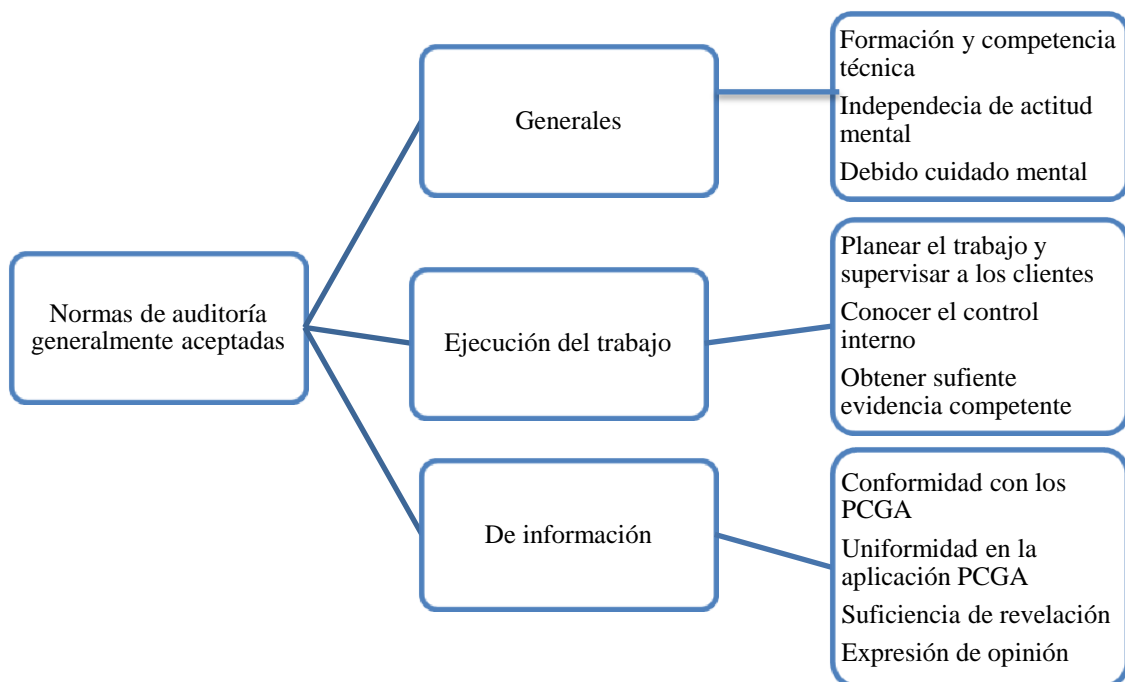 Normas de auditoría
generalmente aceptadas
Generales
Formación y competencia
técnica
Independecia de actitud
mental
Debido cuidado mental
Ejecución del trabajo
Planear el trabajo y
supervisar a los clientes
Conocer el control
interno
Obtener sufiente
evidencia competente
De información
Conformidad con los
PCGA
Uniformidad en la
aplicación PCGA
Suficiencia de revelación
Expresión de opinión